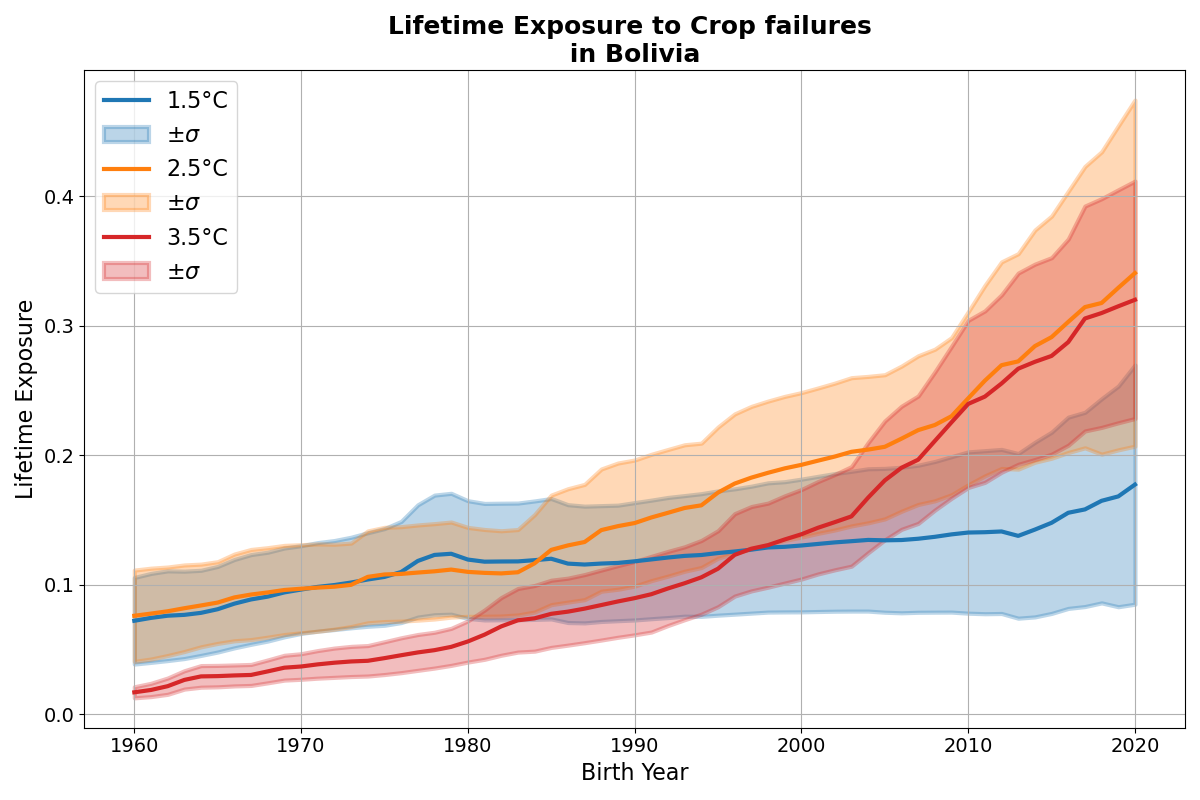 Lifetime Exposure to Crop failures
in Bolivia
1.5°C
±σ
2.5°C
±σ
3.5°C
±σ
Lifetime Exposure
0.4
0.3
0.2
0.1
0.0
1960 1970 1980 1990 2000 2010 2020
Birth Year